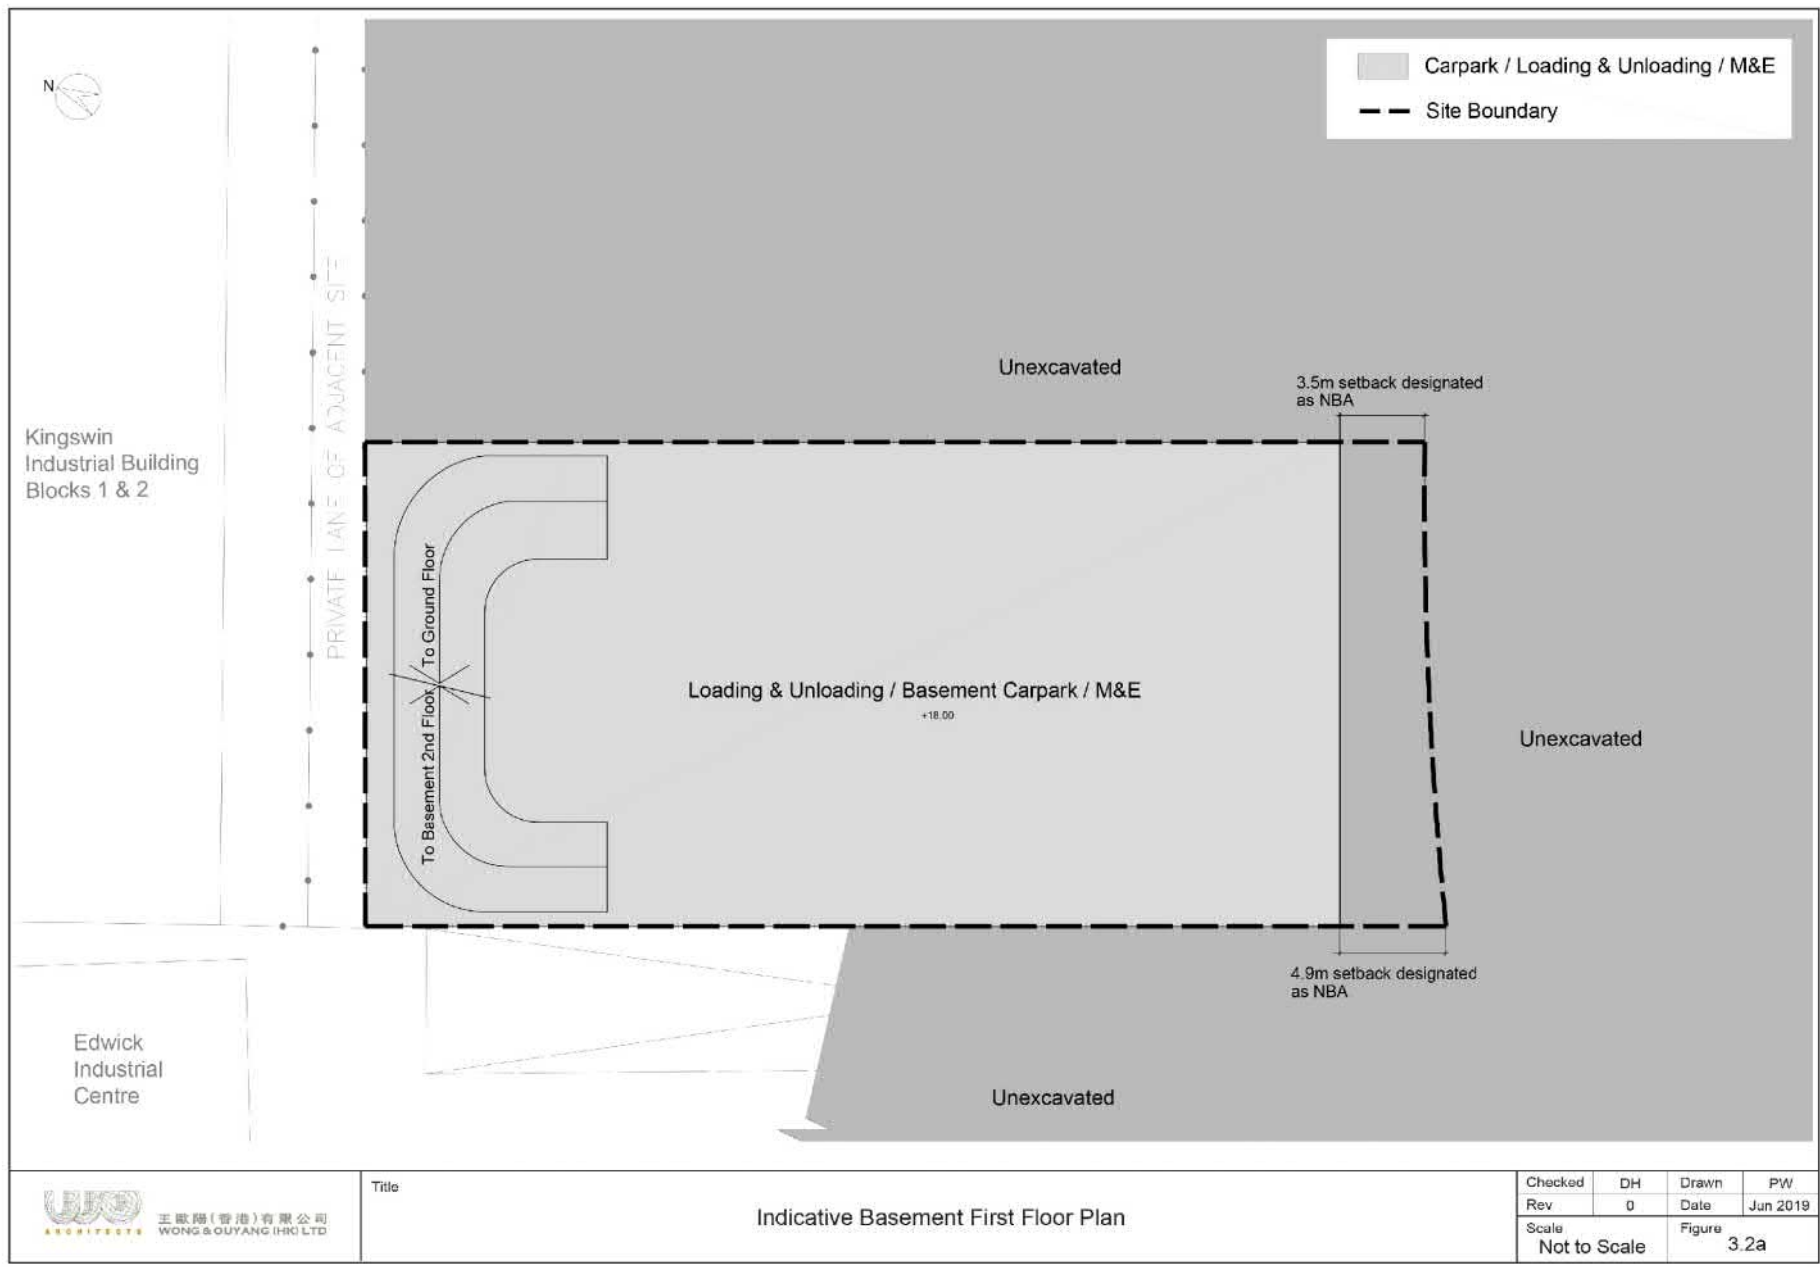 N
Carpark / Loading & Unloading / M&E
Site Boundary
PRIVATE LANE OF ADJACENT SITE
Unexcavated
3.5m setback designated
as NBA
Kingswin
Industrial Building
Blocks 1 & 2
To Ground Floor
To Basement 2nd Floor
Loading & Unloading / Basement Carpark / M&E
+18.00
Unexcavated
4.9m setback designated
as NBA
Edwick
Industrial
Centre
Unexcavated
ARCHITECTS
王歐陽(香港)有限公司
WONG & OUYANG (HK) LTD
Title
Indicative Basement First Floor Plan
Checked DH Drawn PW
Rev 0 Date Jun 2019
Scale
Not to Scale
Figure
3.2a